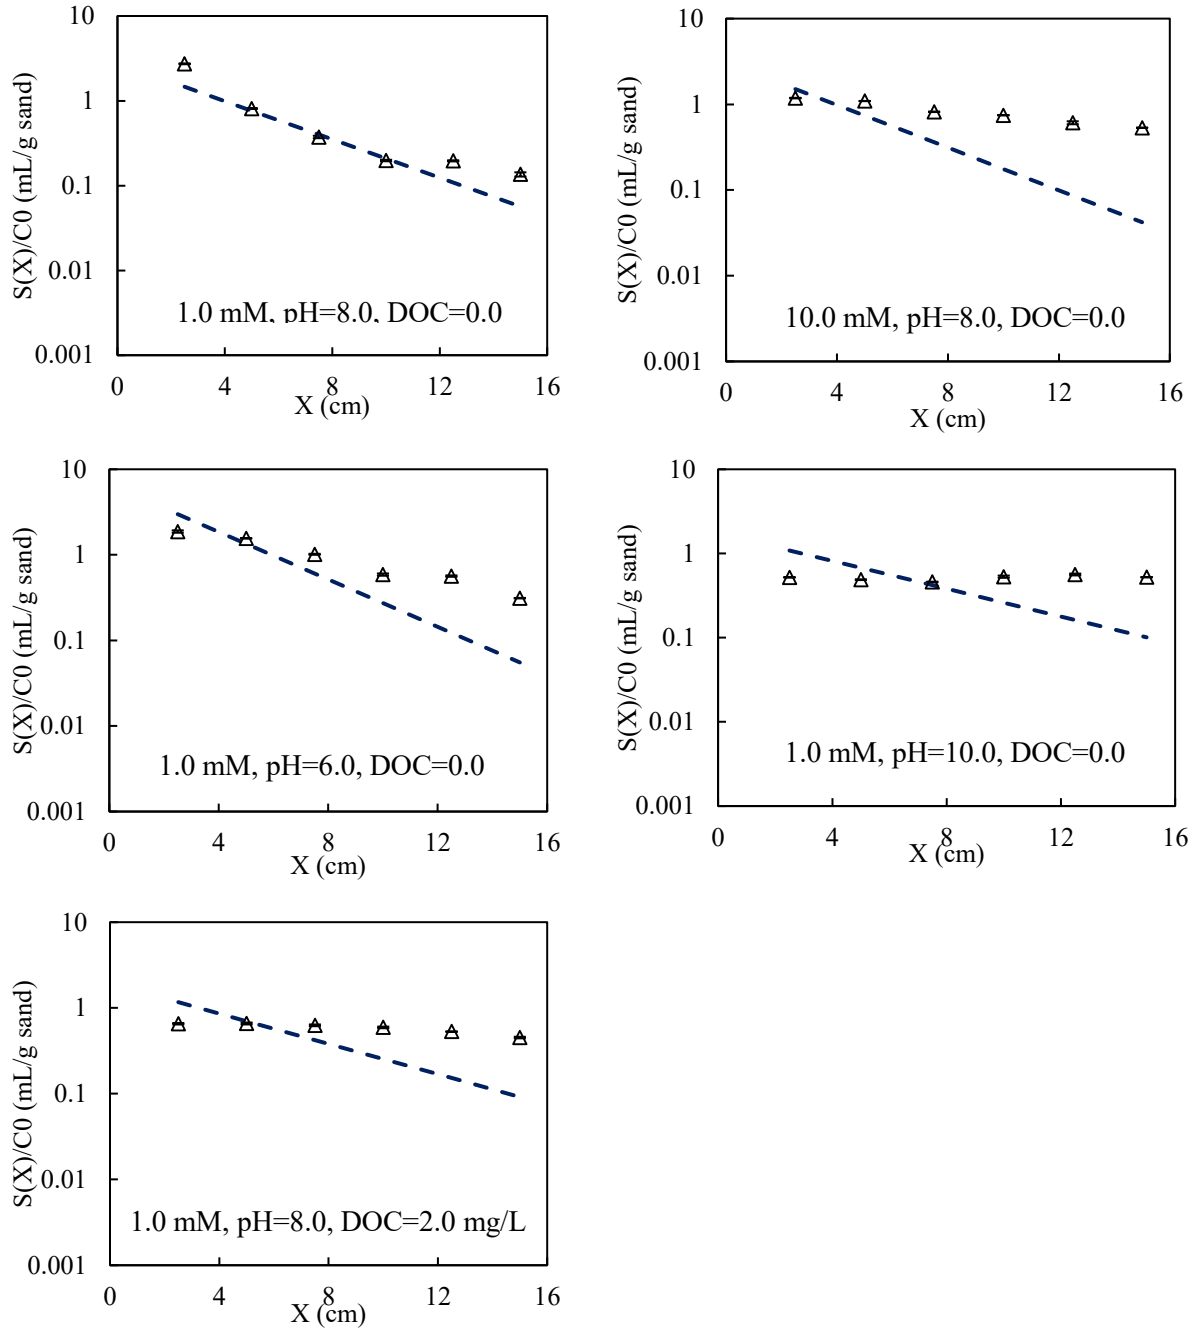 10
1
0.1
0.01
0.001
S(X)/C0 (mL/g sand)
1.0 mM, pH=8.0, DOC=0.0
0 4 8 12 16
X (cm)
10
1
0.1
0.01
0.001
S(X)/C0 (mL/g sand)
10.0 mM, pH=8.0, DOC=0.0
0 4 8 12 16
X (cm)
10
1
0.1
0.01
0.001
S(X)/C0 (mL/g sand)
1.0 mM, pH=6.0, DOC=0.0
0 4 8 12 16
X (cm)
10
1
0.1
0.01
0.001
S(X)/C0 (mL/g sand)
1.0 mM, pH=10.0, DOC=0.0
0 4 8 12 16
X (cm)
10
1
0.1
0.01
0.001
S(X)/C0 (mL/g sand)
1.0 mM, pH=8.0, DOC=2.0 mg/L
0 4 8 12 16
X (cm)